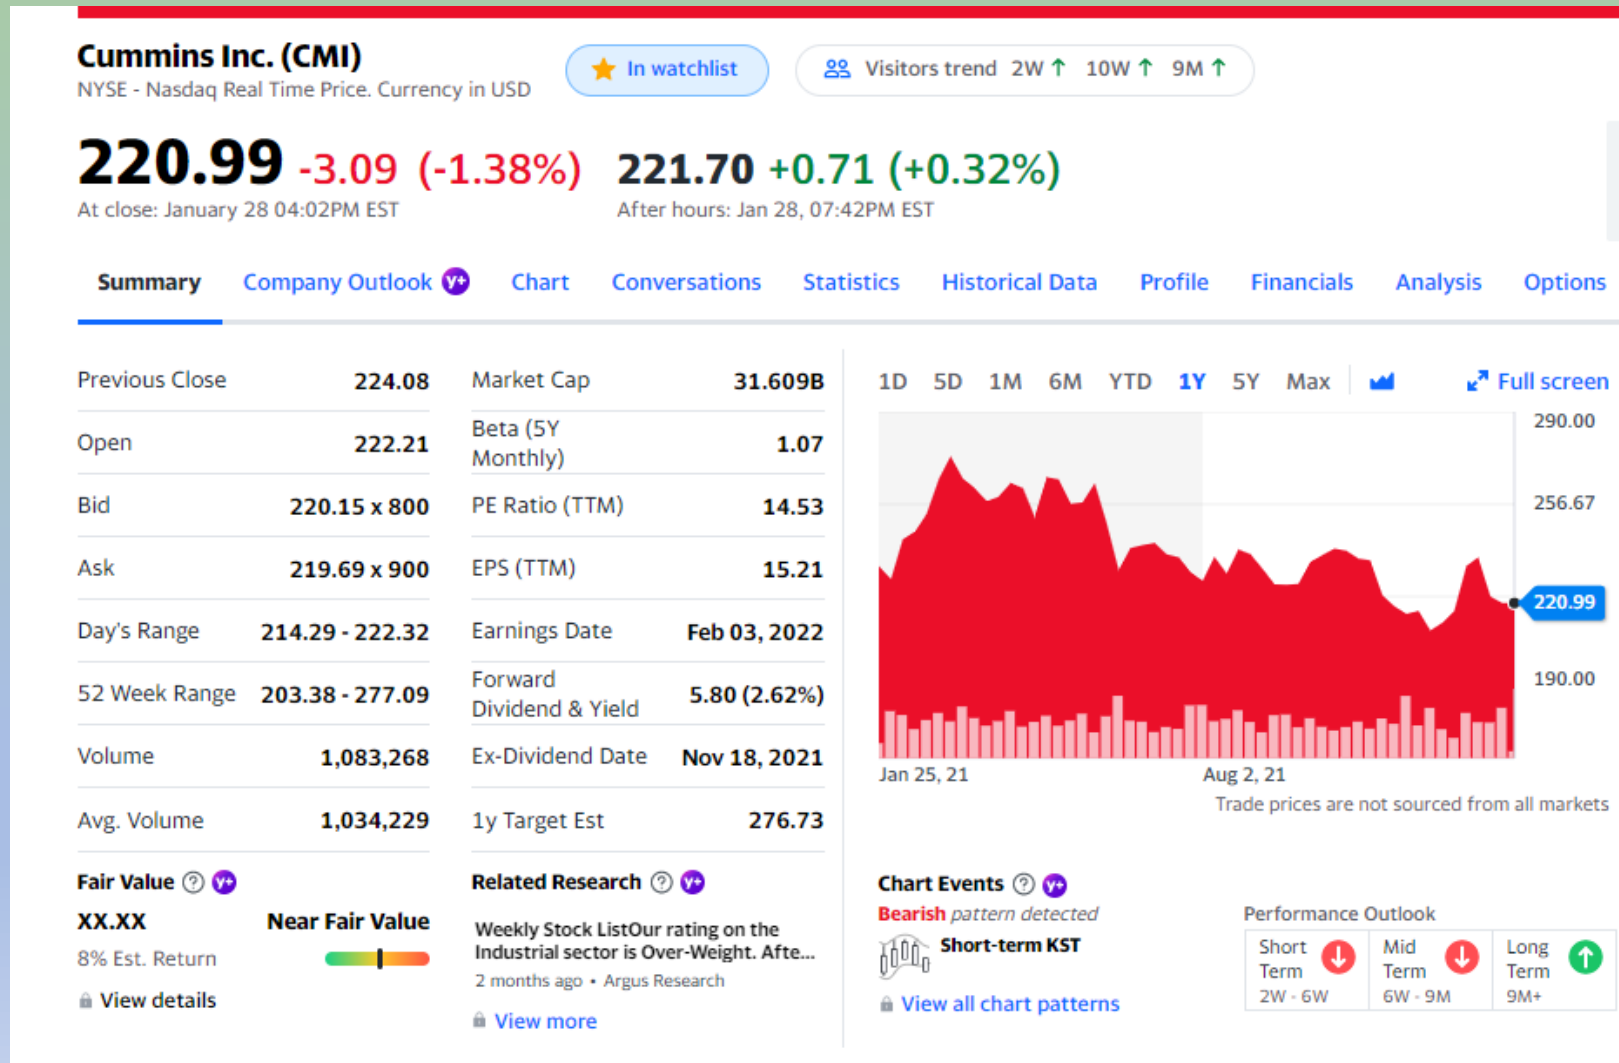 Cummins Inc. (CMI)
NYSE - Nasdaq Real Time Price. Currency in USD
In watchlist
Visitors trend 2W ↑ 10W ↑ 9M ↑
220.99 -3.09 (-1.38%)
At close: January 28 04:02PM EST
221.70 +0.71 (+0.32%)
After hours: Jan 28, 07:42PM EST
Summary Company Outlook Y+ Chart Conversations Statistics Historical Data Profile Financials Analysis Options
Previous Close 224.08
Open 222.21
Bid 220.15 x 800
Ask 219.69 x 900
Day's Range 214.29 - 222.32
52 Week Range 203.38 - 277.09
Volume 1,083,268
Avg. Volume 1,034,229
Market Cap 31.609B
Beta (5Y
Monthly) 1.07
PE Ratio (TTM) 14.53
EPS (TTM) 15.21
Earnings Date Feb 03, 2022
Forward
Dividend & Yield 5.80 (2.62%)
Ex-Dividend Date Nov 18, 2021
1y Target Est 276.73
1D 5D 1M 6M YTD 1Y 5Y Max Full screen
290.00
256.67
220.99
190.00
Jan 25, 21 Aug 2, 21
Trade prices are not sourced from all markets
Fair Value ? Y+
XX.XX Near Fair Value
8% Est. Return
View details
Related Research ? Y+
Weekly Stock ListOur rating on the
Industrial sector is Over-Weight. Afte...
2 months ago • Argus Research
View more
Chart Events ? Y+
Bearish pattern detected
Short-term KST
View all chart patterns
Performance Outlook
Short
Term
2W - 6W
Mid
Term
6W - 9M
Long
Term
9M+